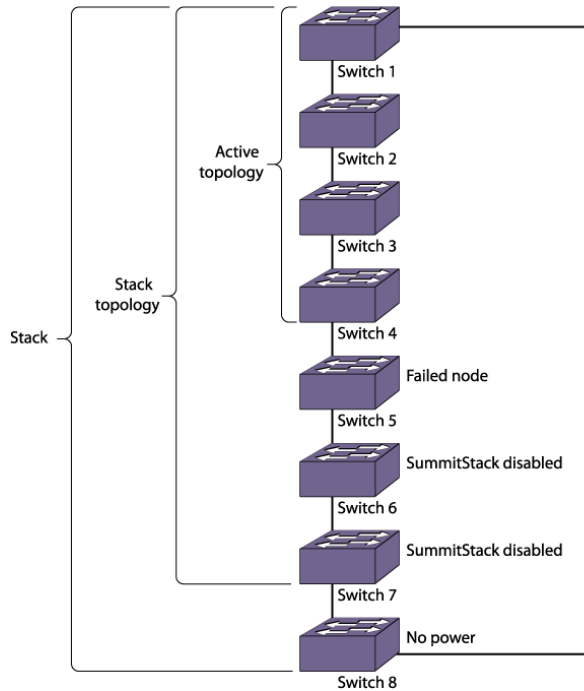 Switch 1
Switch 2
Active
topology
Switch 3
Stack
topology
Switch 4
Stack
Failed node
Switch 5
SummitStack disabled
Switch 6
SummitStack disabled
Switch 7
No power
Switch 8